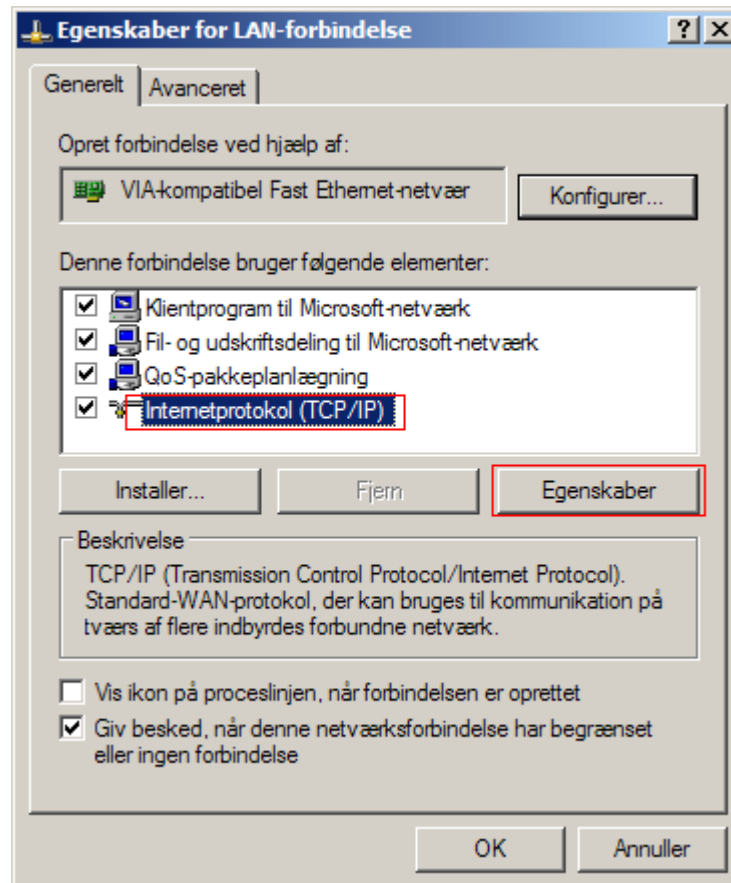 Egenskaber for LAN-forbindelse
Generelt
Avanceret
Opret forbindelse ved hjælp af:
VIA-kompatibel Fast Ethernet-netvær
Konfigurer...
Denne forbindelse bruger følgende elementer:
Klientprogram til Microsoft-netværk
Fil- og udskriftsdeling til Microsoft-netværk
QoS-pakkeplanlægning
Internetprotokol (TCP/IP)
Installer...
Fjern
Egenskaber
Beskrivelse
TCP/IP (Transmission Control Protocol/Internet Protocol).
Standard-WAN-protokol, der kan bruges til kommunikation på
tværs af flere indbyrdes forbundne netværk.
Vis ikon på proceslinjen, når forbindelsen er oprettet
Giv besked, når denne netværksforbindelse har begrænset
eller ingen forbindelse
OK
Annuller